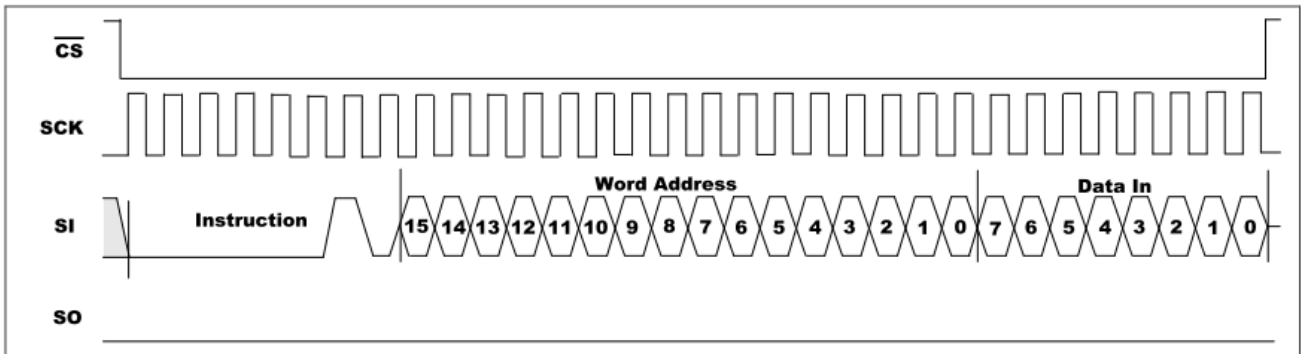 CS
SCK
Word Address
Data In
SI
Instruction
15 14 13 12 11 10 9 8 7 6 5 4 3 2 1 0 7 6 5 4 3 2 1 0
SO